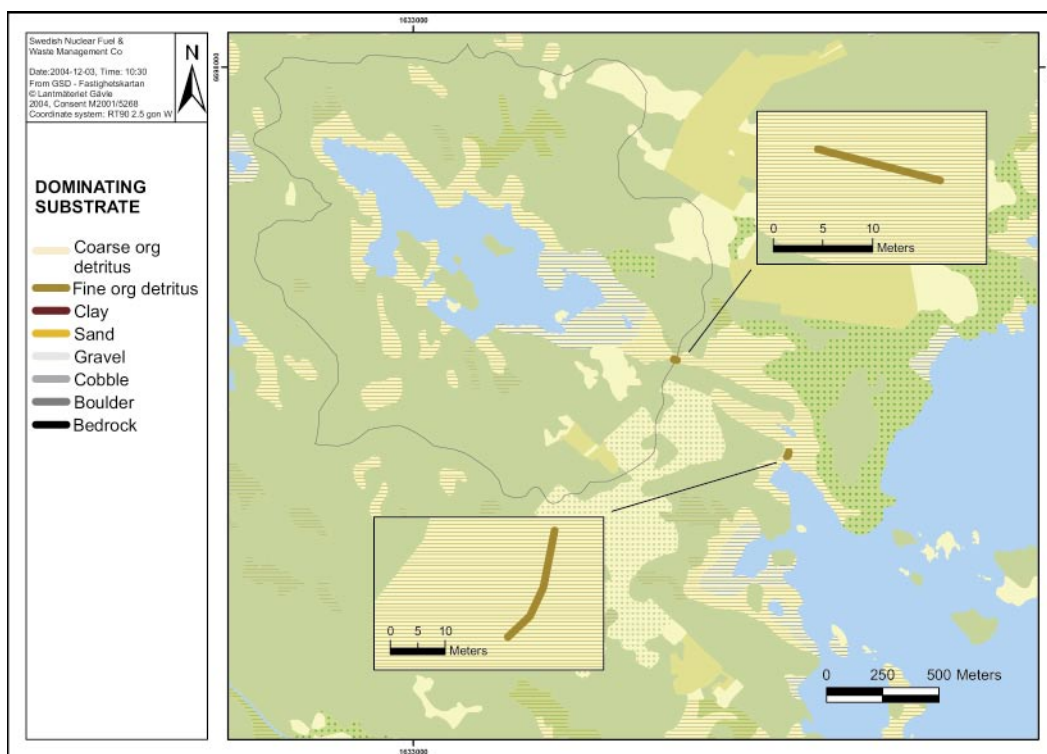 1633000
Swedish Nuclear Fuel &
Waste Management Co
Date:2004-12-03, Time: 10:30
From GSD - Fastighetskartan
© Lantmäteriet Gävle
2004, Consent M2001/5268
Coordinate system: RT90 2.5 gon W
N
6698000
DOMINATING
SUBSTRATE
Coarse org
detritus
Fine org detritus
Clay
Sand
Gravel
Cobble
Boulder
Bedrock
0 5 10
Meters
0 5 10
Meters
0 250 500 Meters
1633000